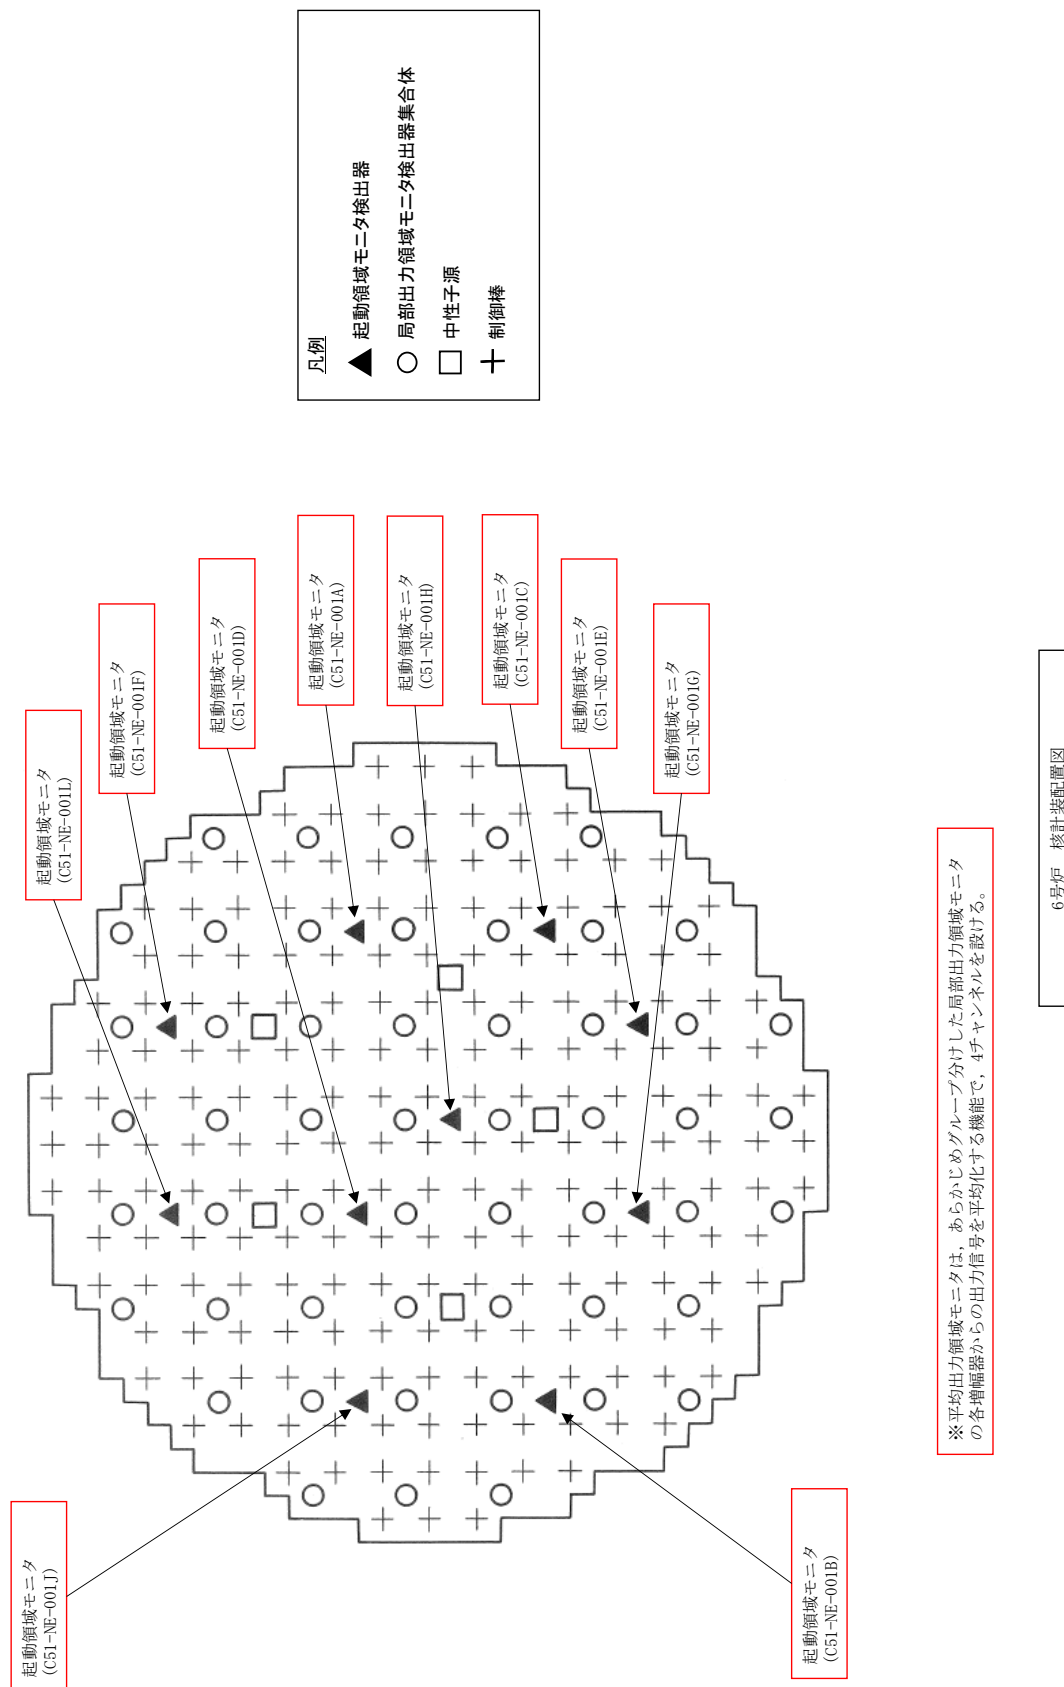 起動領域モニタ
(C51-NE-001J)
起動領域モニタ
(C51-NE-001L)
起動領域モニタ
(C51-NE-001F)
起動領域モニタ
(C51-NE-001D)
起動領域モニタ
(C51-NE-001A)
起動領域モニタ
(C51-NE-001H)
起動領域モニタ
(C51-NE-001C)
起動領域モニタ
(C51-NE-001E)
起動領域モニタ
(C51-NE-001G)
起動領域モニタ
(C51-NE-001B)
凡例
起動領域モニタ検出器
局部出力領域モニタ検出器集合体
中性子源
制御棒
※平均出力領域モニタは，あらかじめグループ分けした局部出力領域モニタ
の各増幅器からの出力信号を平均化する機能で，4チャンネルを設ける。
6号炉　核計装配置図